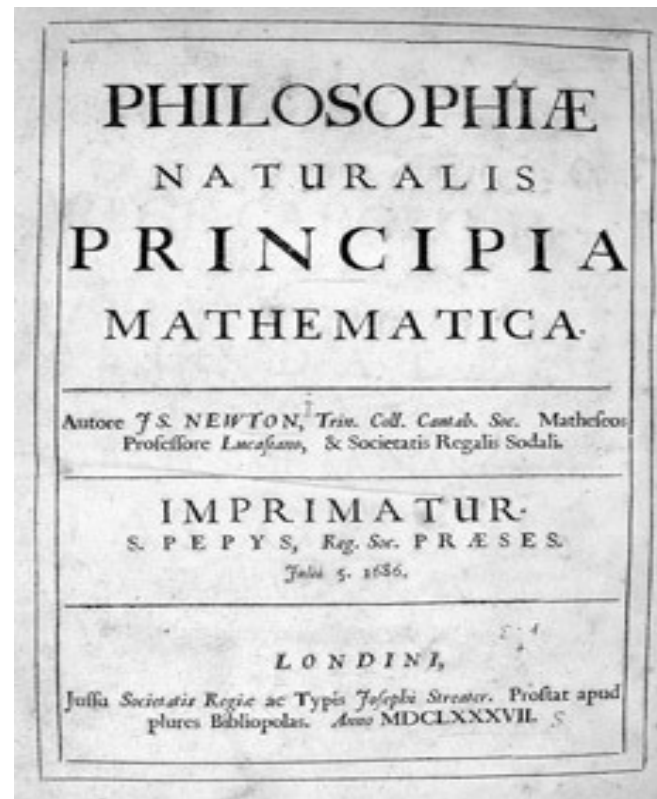 PHILOSOPHIÆ
NATURALIS
PRINCIPIA
MATHEMATICA.
Autore J S. NEWTON, Trin. Coll. Cantab. Soc. Matheseos
Professore Lucasiano, & Societatis Regalis Sodali.
IMPRIMATUR.
S. PEPYS, Reg. Soc. PRÆSES.
Julii 5. 1686.
LONDINI,
Jussu Societatis Regiæ ac Typis Josephi Streater. Prostat apud
plures Bibliopolas. Anno MDCLXXXVII.